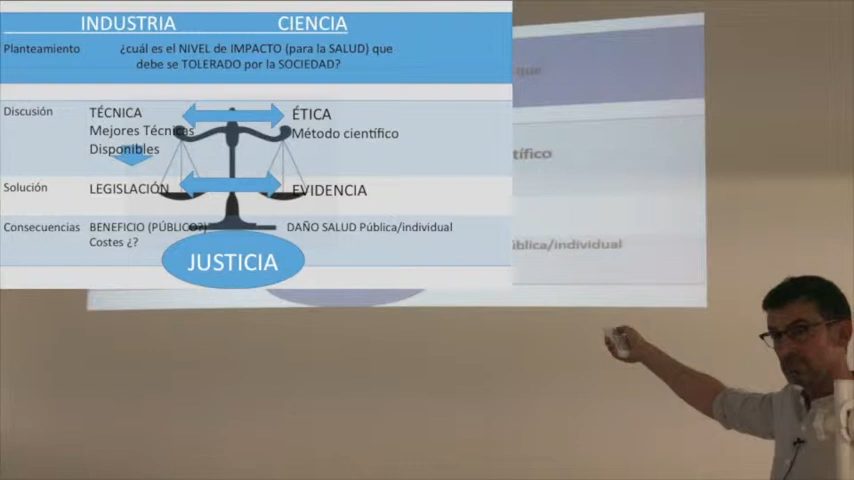 INDUSTRIA CIENCIA
Planteamiento ¿cuál es el NIVEL de IMPACTO (para la SALUD) que
debe se TOLERADO por la SOCIEDAD?
Discusión TÉCNICA ÉTICA
Mejores Técnicas Método científico
Disponibles
Solución LEGISLACIÓN EVIDENCIA
Consecuencias BENEFICIO (PÚBLICO?) DAÑO SALUD Pública/individual
Costes ¿?
JUSTICIA
que
tífico
ública/individual